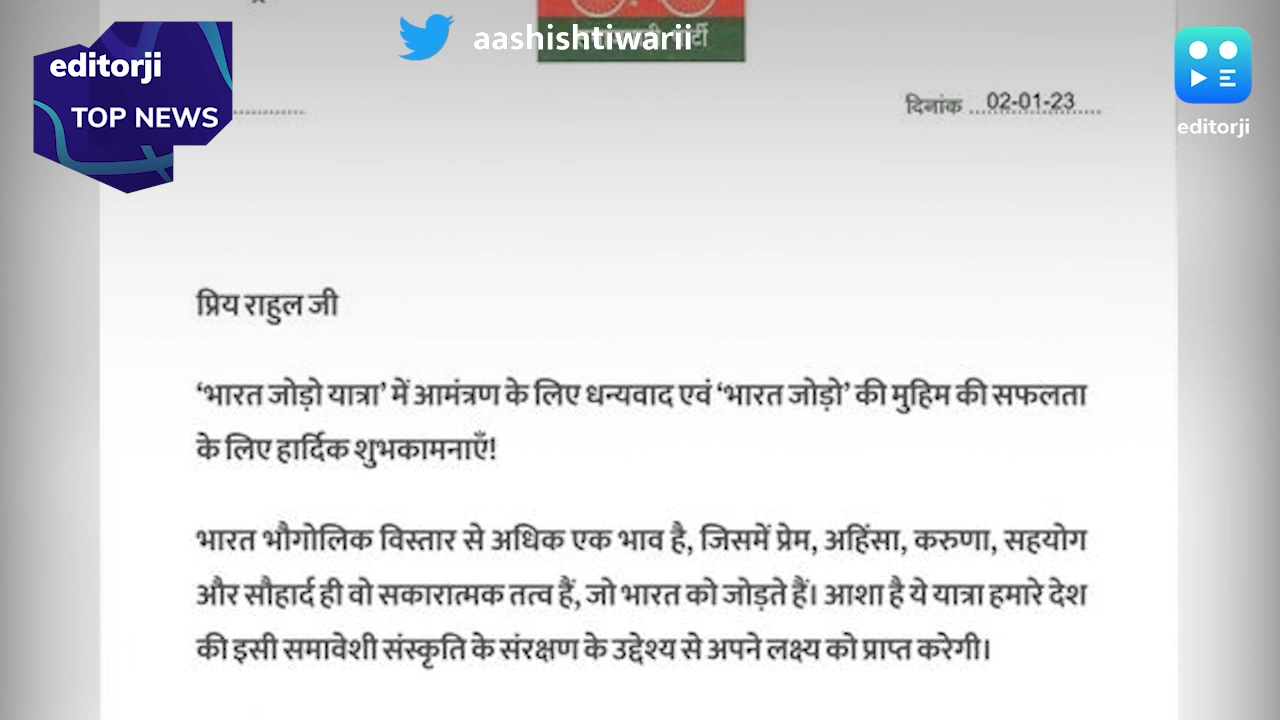 aashishtiwarii
editorji
TOP NEWS
दिनांक 02-01-23
editorji
प्रिय राहुल जी
‘भारत जोड़ो यात्रा’ में आमंत्रण के लिए धन्यवाद एवं ‘भारत जोड़ो’ की मुहिम की सफलता
के लिए हार्दिक शुभकामनाएँ!
भारत भौगोलिक विस्तार से अधिक एक भाव है, जिसमें प्रेम, अहिंसा, करुणा, सहयोग
और सौहार्द ही वो सकारात्मक तत्व हैं, जो भारत को जोड़ते हैं। आशा है ये यात्रा हमारे देश
की इसी समावेशी संस्कृति के संरक्षण के उद्देश्य से अपने लक्ष्य को प्राप्त करेगी।